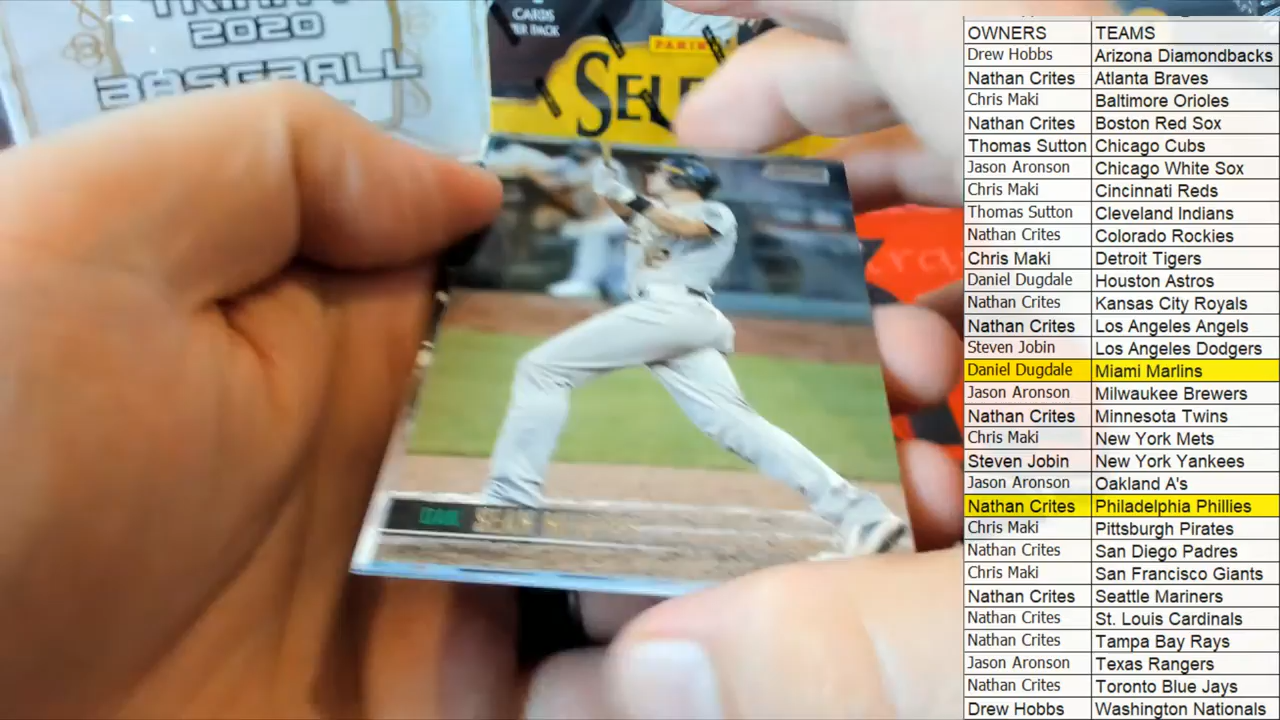 TRINITY
2020
BASEBALL
CARDS
PER PACK
PANINI
SELE
OWNERS TEAMS
Drew Hobbs Arizona Diamondbacks
Nathan Crites Atlanta Braves
Chris Maki Baltimore Orioles
Nathan Crites Boston Red Sox
Thomas Sutton Chicago Cubs
Jason Aronson Chicago White Sox
Chris Maki Cincinnati Reds
Thomas Sutton Cleveland Indians
Nathan Crites Colorado Rockies
Chris Maki Detroit Tigers
Daniel Dugdale Houston Astros
Nathan Crites Kansas City Royals
Nathan Crites Los Angeles Angels
Steven Jobin Los Angeles Dodgers
Daniel Dugdale Miami Marlins
Jason Aronson Milwaukee Brewers
Nathan Crites Minnesota Twins
Chris Maki New York Mets
Steven Jobin New York Yankees
Jason Aronson Oakland A's
Nathan Crites Philadelphia Phillies
Chris Maki Pittsburgh Pirates
Nathan Crites San Diego Padres
Chris Maki San Francisco Giants
Nathan Crites Seattle Mariners
Nathan Crites St. Louis Cardinals
Nathan Crites Tampa Bay Rays
Jason Aronson Texas Rangers
Nathan Crites Toronto Blue Jays
Drew Hobbs Washington Nationals